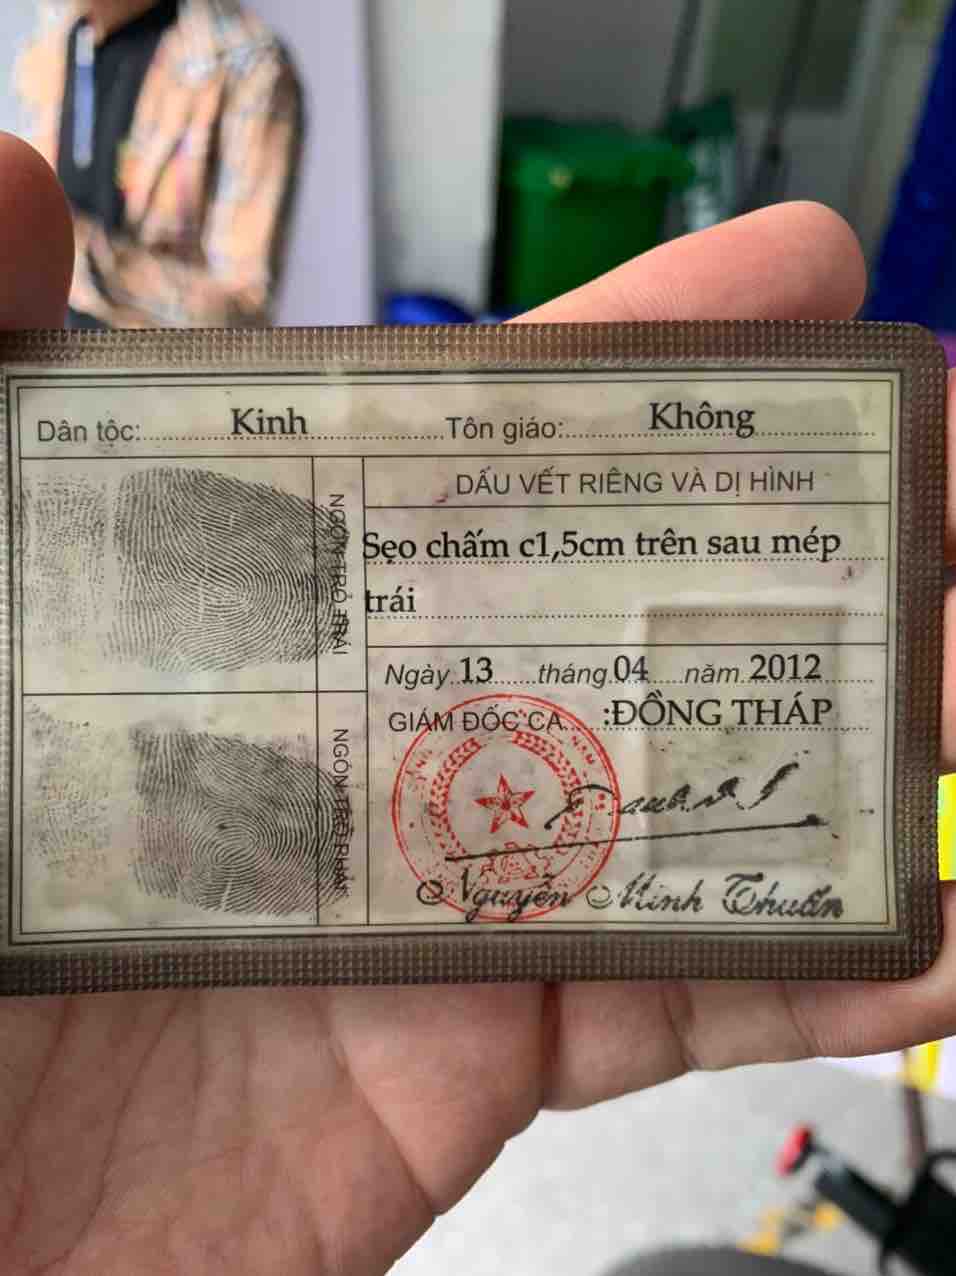 Dân tộc: Kinh Tôn giáo: Không
DẤU VẾT RIÊNG VÀ DỊ HÌNH
NGÓN TRỎ TRÁI
Sẹo chấm c1,5cm trên sau mép
trái
Ngày 13 tháng 04 năm 2012
GIÁM ĐỐC CA :ĐỒNG THÁP
NGÓN TRỎ PHẢI
Nguyễn Minh Thuấn